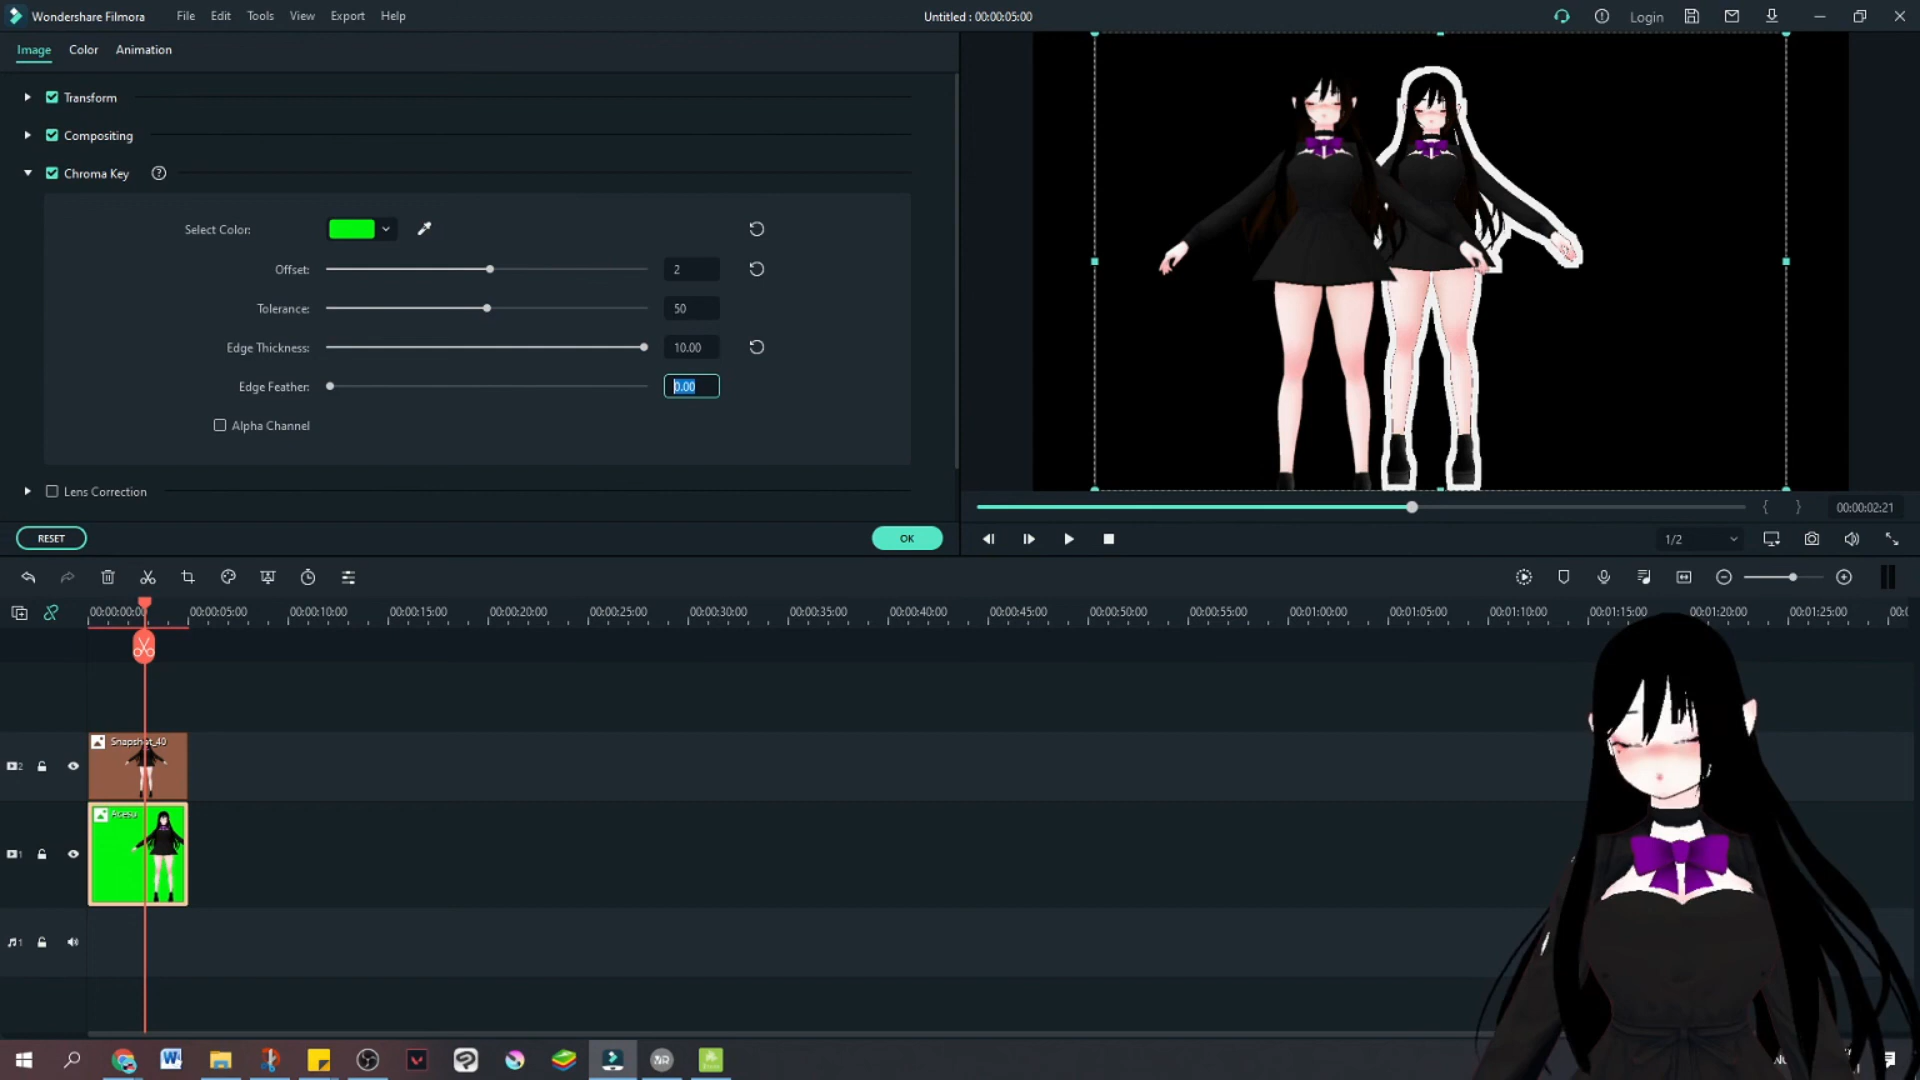 Wondershare Filmora File Edit Tools View Export Help Untitled : 00:00:05:00 Login
Image Color Animation
Transform
Compositing
Chroma Key
Select Color:
Offset: 2
Tolerance: 50
Edge Thickness: 10.00
Edge Feather: 0.00
Alpha Channel
Lens Correction
RESET OK
00:00:02:21
1/2
00:00:00:00 00:00:05:00 00:00:10:00 00:00:15:00 00:00:20:00 00:00:25:00 00:00:30:00 00:00:35:00 00:00:40:00 00:00:45:00 00:00:50:00 00:00:55:00 00:01:00:00 00:01:05:00 00:01:10:00 00:01:15:00 00:01:20:00 00:01:25:00
2
Snapshot_40
1
1